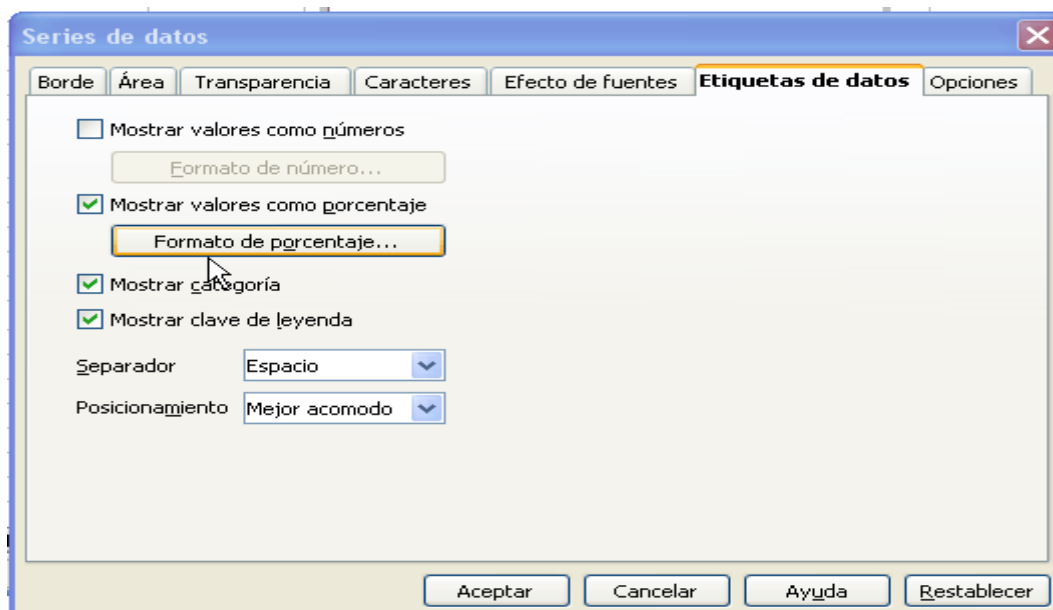 Series de datos
Borde Área Transparencia Caracteres Efecto de fuentes Etiquetas de datos Opciones
Mostrar valores como números
Formato de número...
Mostrar valores como porcentaje
Formato de porcentaje...
Mostrar categoría
Mostrar clave de leyenda
Separador Espacio
Posicionamiento Mejor acomodo
Aceptar Cancelar Ayuda Restablecer